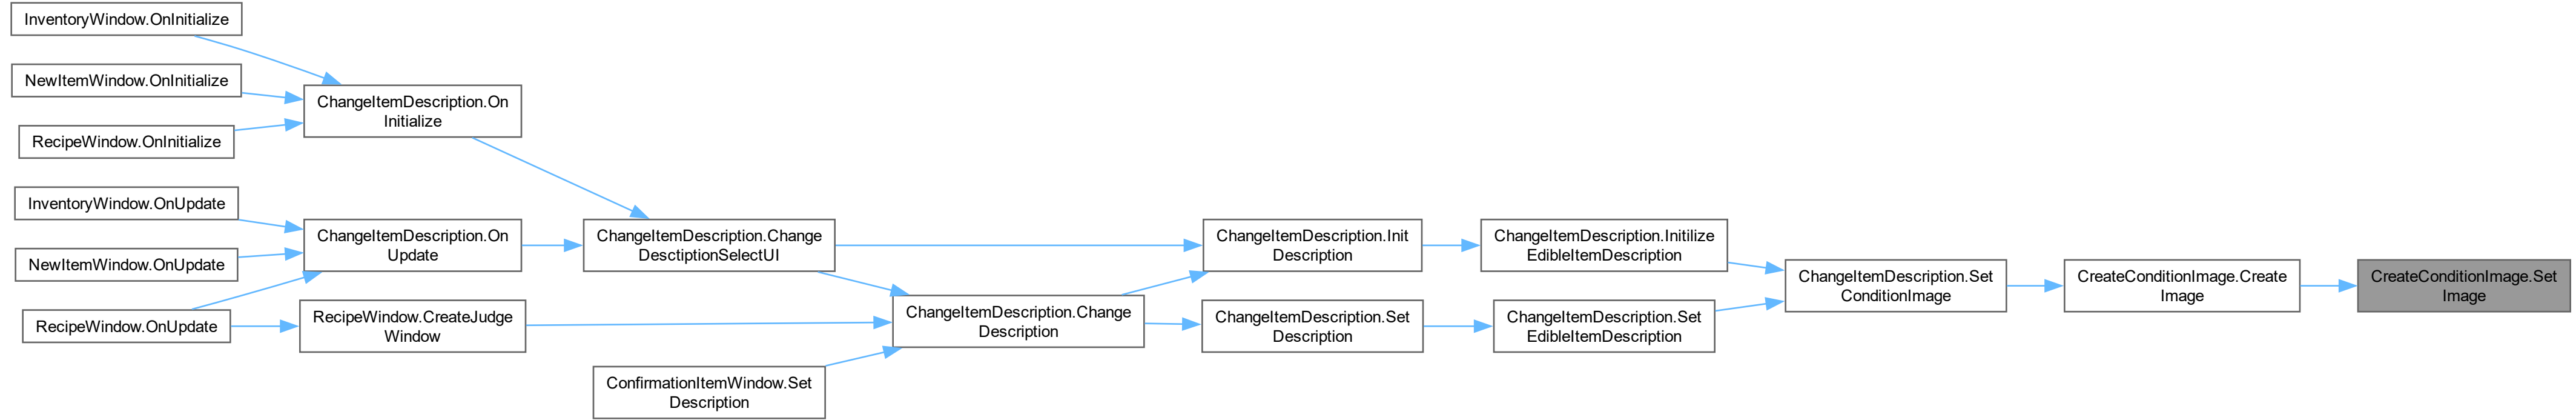 InventoryWindow.OnInitialize
NewItemWindow.OnInitialize
RecipeWindow.OnInitialize
ChangeItemDescription.On
Initialize
InventoryWindow.OnUpdate
NewItemWindow.OnUpdate
RecipeWindow.OnUpdate
ChangeItemDescription.On
Update
RecipeWindow.CreateJudge
Window
ChangeItemDescription.Change
DesctiptionSelectUI
ConfirmationItemWindow.Set
Description
ChangeItemDescription.Change
Description
ChangeItemDescription.Init
Description
ChangeItemDescription.Set
Description
ChangeItemDescription.Initilize
EdibleItemDescription
ChangeItemDescription.Set
EdibleItemDescription
ChangeItemDescription.Set
ConditionImage
CreateConditionImage.Create
Image
CreateConditionImage.Set
Image